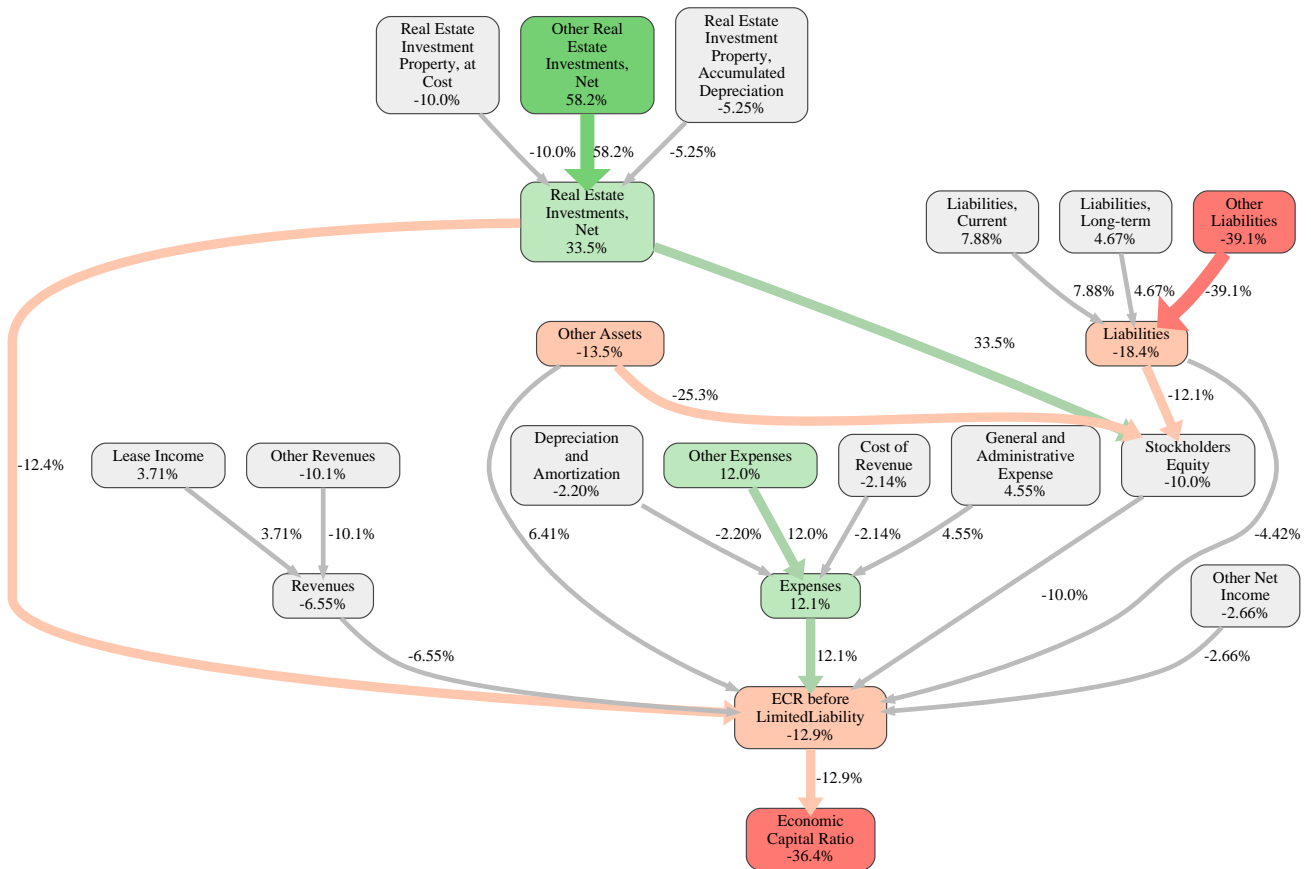 Real Estate
Investment
Property, at
Cost
-10.0%
Other Real
Estate
Investments,
Net
58.2%
Real Estate
Investment
Property,
Accumulated
Depreciation
-5.25%
-10.0%
58.2%
-5.25%
Real Estate
Investments,
Net
33.5%
Liabilities,
Current
7.88%
Liabilities,
Long-term
4.67%
Other
Liabilities
-39.1%
7.88%
4.67%
-39.1%
Other Assets
-13.5%
33.5%
Liabilities
-18.4%
-25.3%
-12.1%
-12.4%
Lease Income
3.71%
Other Revenues
-10.1%
Depreciation
and
Amortization
-2.20%
Other Expenses
12.0%
Cost of
Revenue
-2.14%
General and
Administrative
Expense
4.55%
Stockholders
Equity
-10.0%
3.71%
-10.1%
6.41%
-2.20%
12.0%
-2.14%
4.55%
-4.42%
Revenues
-6.55%
Expenses
12.1%
-10.0%
Other Net
Income
-2.66%
-6.55%
12.1%
-2.66%
ECR before
LimitedLiability
-12.9%
-12.9%
Economic
Capital Ratio
-36.4%